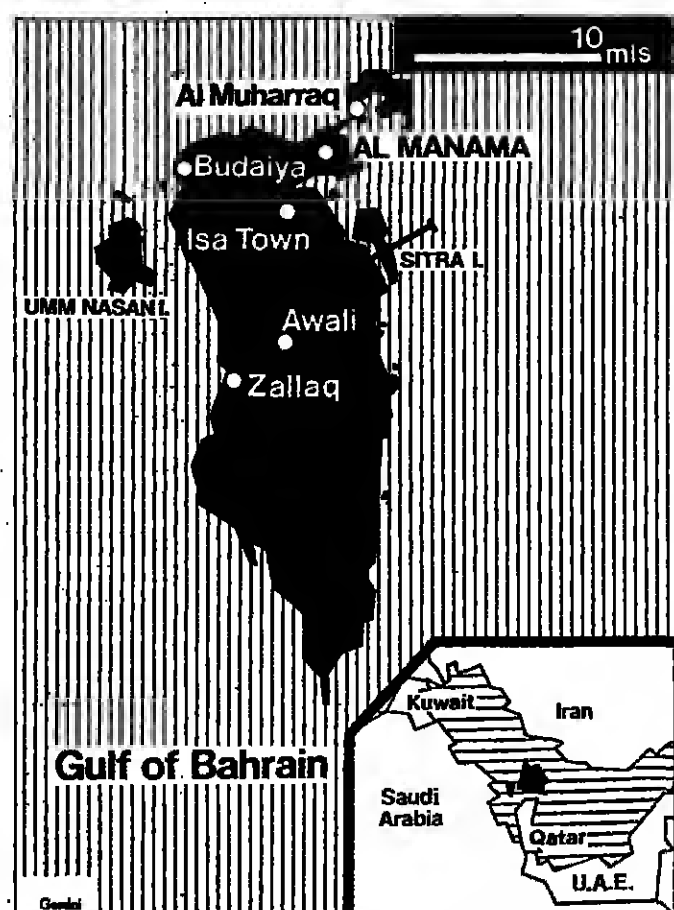 10
mls
Al Muharraq
AL MANAMA
Budaiya
Isa Town
SITRA I.
UMM NASAN I.
Awali
Zallaq
Gulf of Bahrain
Kuwait
Iran
Saudi
Arabia
Qatar
U.A.E.
Gemini